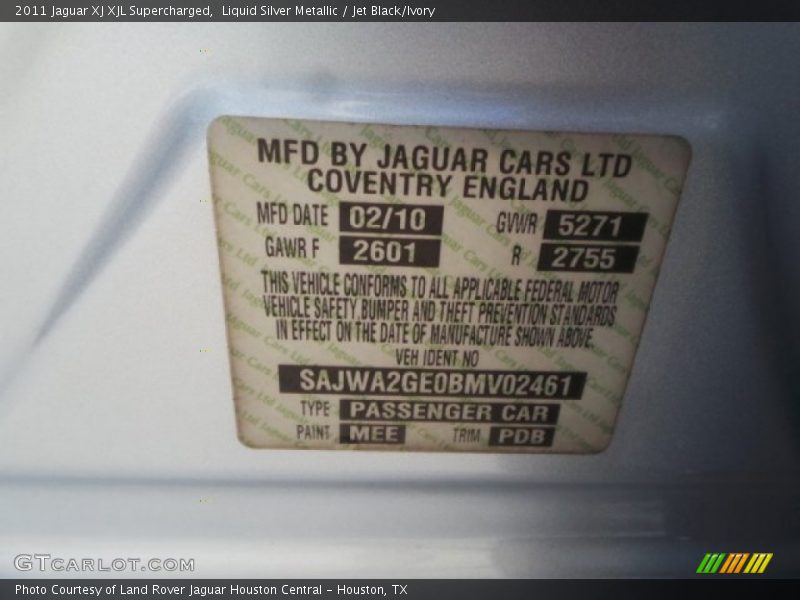 2011 Jaguar XJ XJL Supercharged,  Liquid Silver Metallic / Jet Black/Ivory
MFD BY JAGUAR CARS LTD
COVENTRY ENGLAND
MFD DATE 02/10 GVWR 5271
GAWR F 2601 R 2755
THIS VEHICLE CONFORMS TO ALL APPLICABLE FEDERAL MOTOR
VEHICLE SAFETY BUMPER AND THEFT PREVENTION STANDARDS
IN EFFECT ON THE DATE OF MANUFACTURE SHOWN ABOVE.
VEH IDENT NO
SAJWA2GE0BMV02461
TYPE PASSENGER CAR
PAINT MEE TRIM PDB
GTCARLOT.COM
Photo Courtesy of Land Rover Jaguar Houston Central - Houston, TX